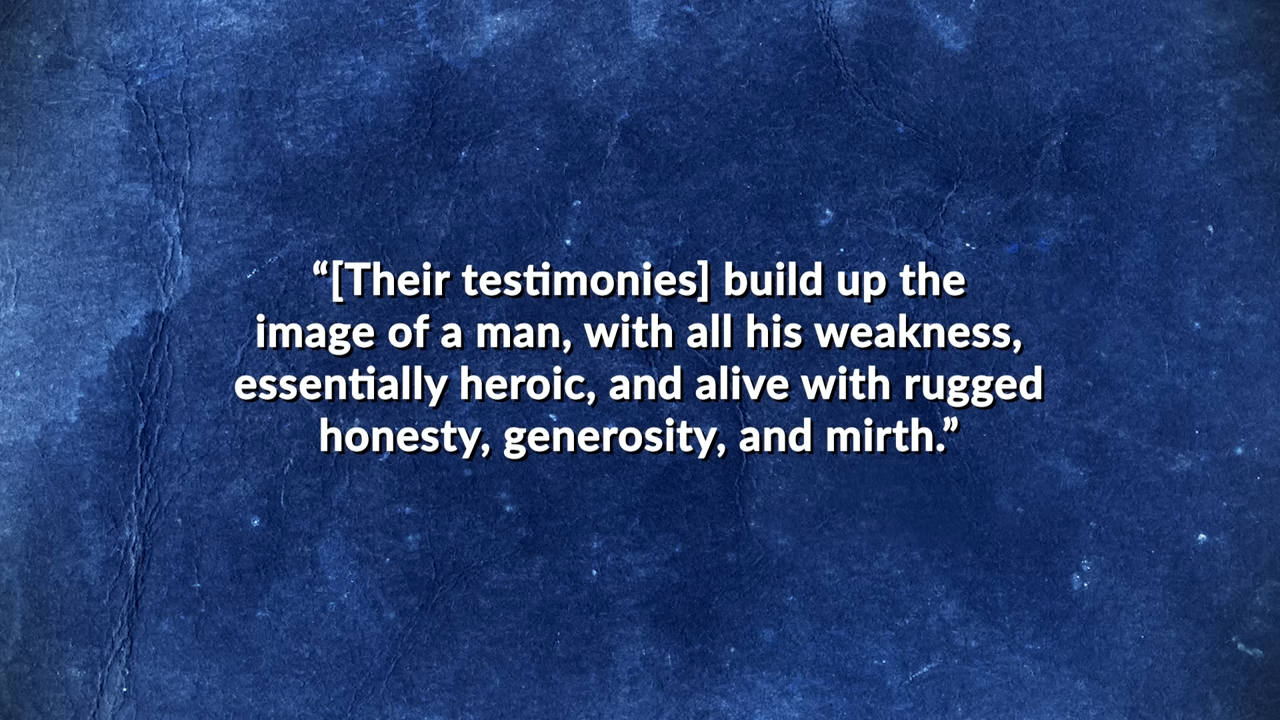 “[Their testimonies] build up the
image of a man, with all his weakness,
essentially heroic, and alive with rugged
honesty, generosity, and mirth.”